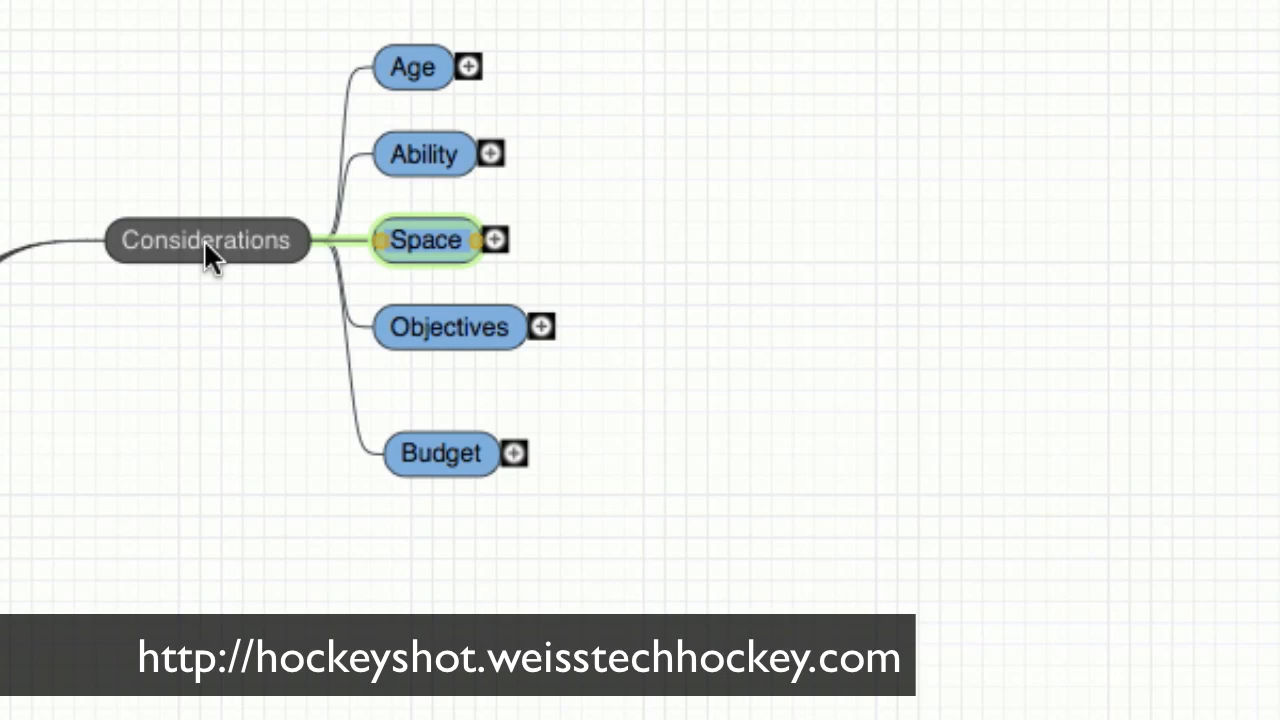 Age
Ability
Considerations
Space
Objectives
Budget
http://hockeyshot.weisstechhockey.com